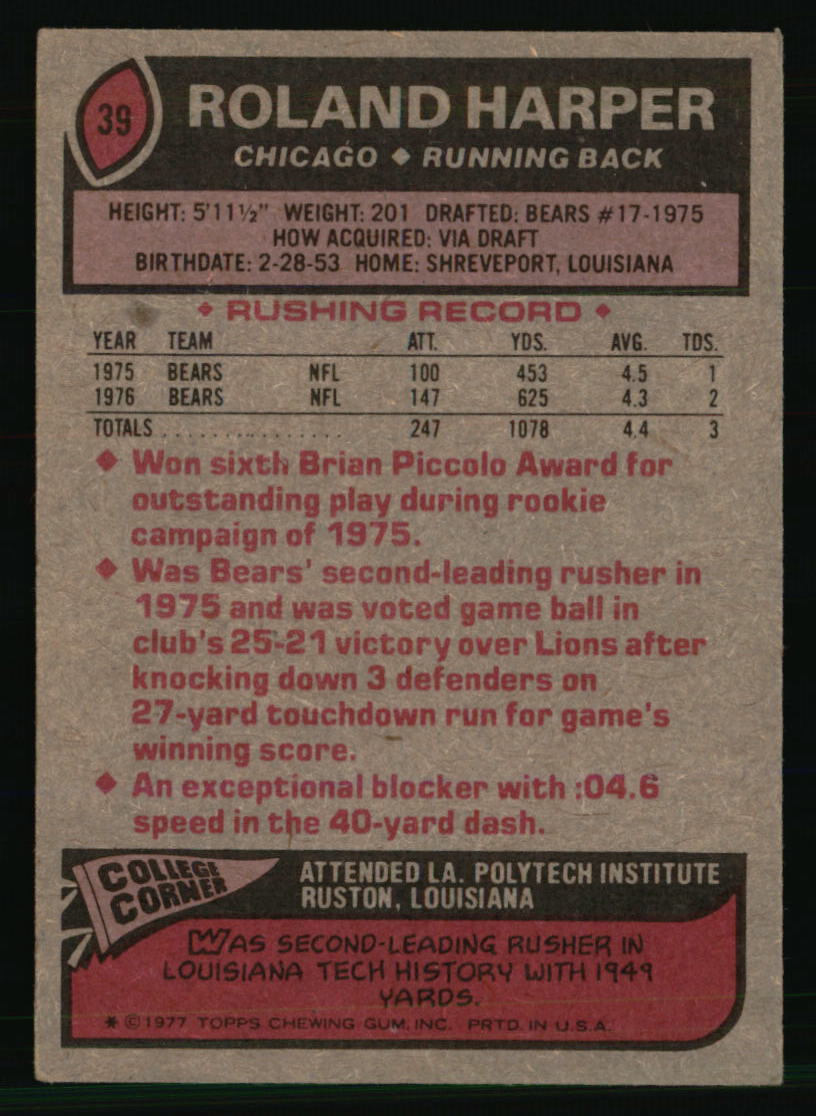 39
ROLAND HARPER
CHICAGO ◆ RUNNING BACK
HEIGHT: 5'11½" WEIGHT: 201 DRAFTED: BEARS #17-1975
HOW ACQUIRED: VIA DRAFT
BIRTHDATE: 2-28-53 HOME: SHREVEPORT, LOUISIANA
◆ RUSHING RECORD ◆
YEAR TEAM ATT. YDS. AVG. TDS.
1975 BEARS NFL 100 453 4.5 1
1976 BEARS NFL 147 625 4.3 2
TOTALS . . . . . . . . . . . . . . . 247 1078 4.4 3
◆ Won sixth Brian Piccolo Award for
outstanding play during rookie
campaign of 1975.
◆ Was Bears' second-leading rusher in
1975 and was voted game ball in
club's 25-21 victory over Lions after
knocking down 3 defenders on
27-yard touchdown run for game's
winning score.
◆ An exceptional blocker with :04.6
speed in the 40-yard dash.
COLLEGE
CORNER
ATTENDED LA. POLYTECH INSTITUTE
RUSTON, LOUISIANA
WAS SECOND-LEADING RUSHER IN
LOUISIANA TECH HISTORY WITH 1949
YARDS.
* © 1977 TOPPS CHEWING GUM, INC. PRTD. IN U.S.A.